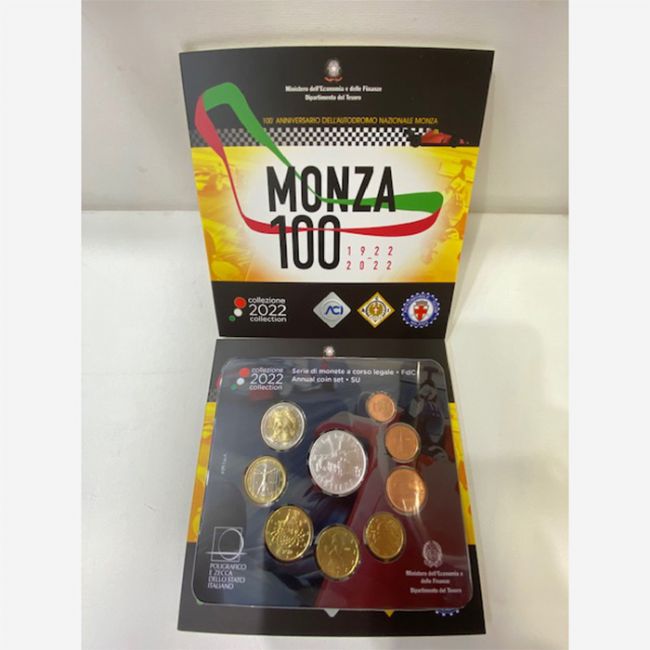 Ministero dell'Economia e delle Finanze
Dipartimento del Tesoro
100° ANNIVERSARIO DELL'AUTODROMO NAZIONALE MONZA
MONZA
100
1922
-
2022
collezione
2022
collection
ACI
collezione
2022
collection
Serie di monete a corso legale • FdC
Annual coin set • SU
POLIGRAFICO
E ZECCA
DELLO STATO
ITALIANO
Ministero dell'Economia e
delle Finanze
Dipartimento del Tesoro